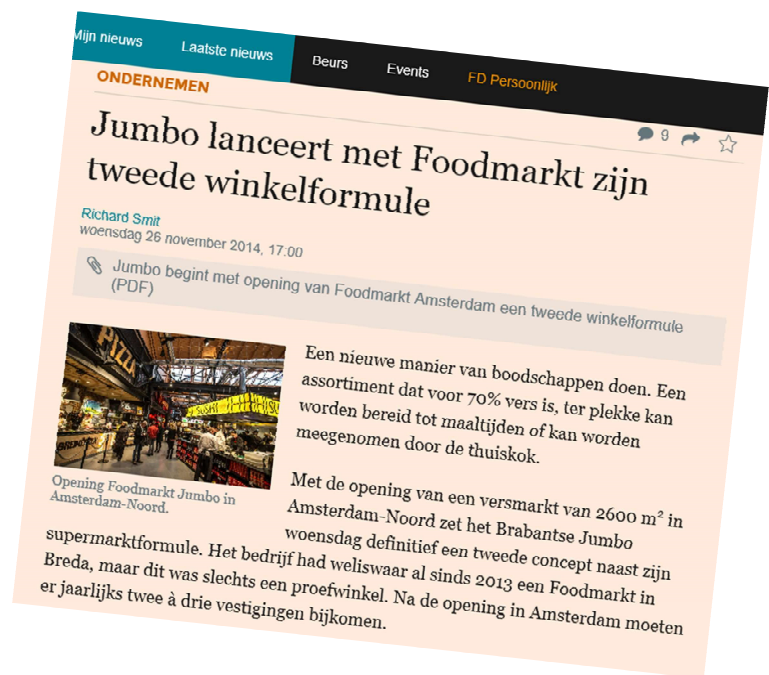 Mijn nieuws Laatste nieuws Beurs Events FD Persoonlijk
ONDERNEMEN
9
Jumbo lanceert met Foodmarkt zijn
tweede winkelformule
Richard Smit
woensdag 26 november 2014, 17:00
Jumbo begint met opening van Foodmarkt Amsterdam een tweede winkelformule
(PDF)
PIZZA
SUSHI
Opening Foodmarkt Jumbo in
Amsterdam-Noord.
Een nieuwe manier van boodschappen doen. Een
assortiment dat voor 70% vers is, ter plekke kan
worden bereid tot maaltijden of kan worden
meegenomen door de thuiskok.
Met de opening van een versmarkt van 2600 m² in
Amsterdam-Noord zet het Brabantse Jumbo
woensdag definitief een tweede concept naast zijn
supermarktformule. Het bedrijf had weliswaar al sinds 2013 een Foodmarkt in
Breda, maar dit was slechts een proefwinkel. Na de opening in Amsterdam moeten
er jaarlijks twee à drie vestigingen bijkomen.